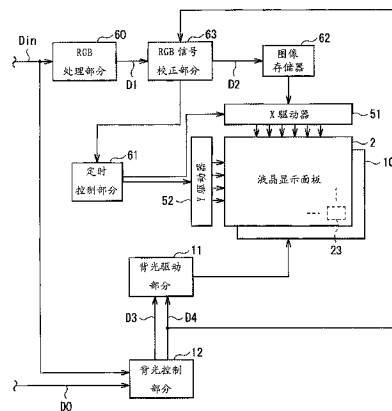 Din
60
RGB
处理部分
D1
63
RGB 信号
校正部分
D2
62
图像
存储器
X 驱动器
51
61
定时
控制部分
Y 驱动器
52
2
10
液晶显示面板
23
11
背光驱动
部分
D3
D4
12
背光控制
部分
D0